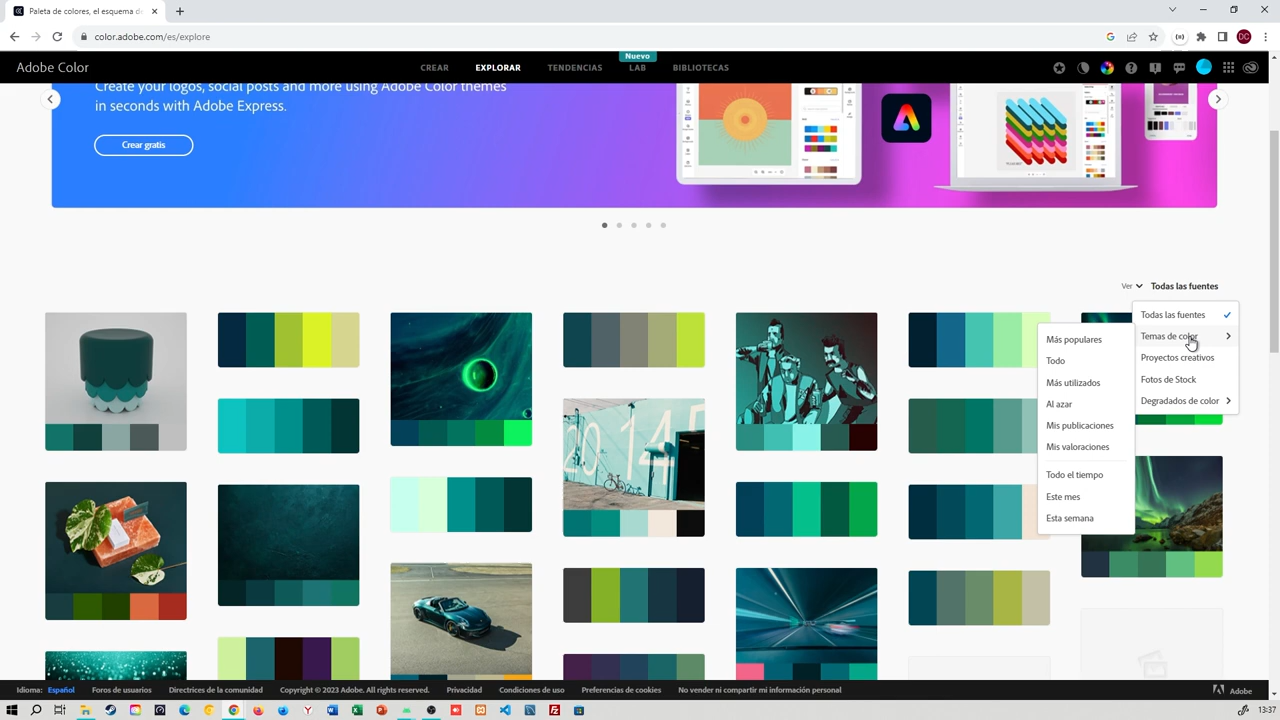 Paleta de colores, el esquema de
color.adobe.com/es/explore
DC
Adobe Color
CREAR
EXPLORAR
TENDENCIAS
Nuevo
LAB
BIBLIOTECAS
Create your logos, social posts and more using Adobe Color themes
in seconds with Adobe Express.
Crear gratis
Ver
Todas las fuentes
Todas las fuentes
Temas de color
Proyectos creativos
Fotos de Stock
Degradados de color
Más populares
Todo
Más utilizados
Al azar
Mis publicaciones
Mis valoraciones
Todo el tiempo
Este mes
Esta semana
2014
Idioma: Español
Foros de usuarios
Directrices de la comunidad
Copyright © 2023 Adobe. All rights reserved.
Privacidad
Condiciones de uso
Preferencias de cookies
No vender ni compartir mi información personal
Adobe
13:37